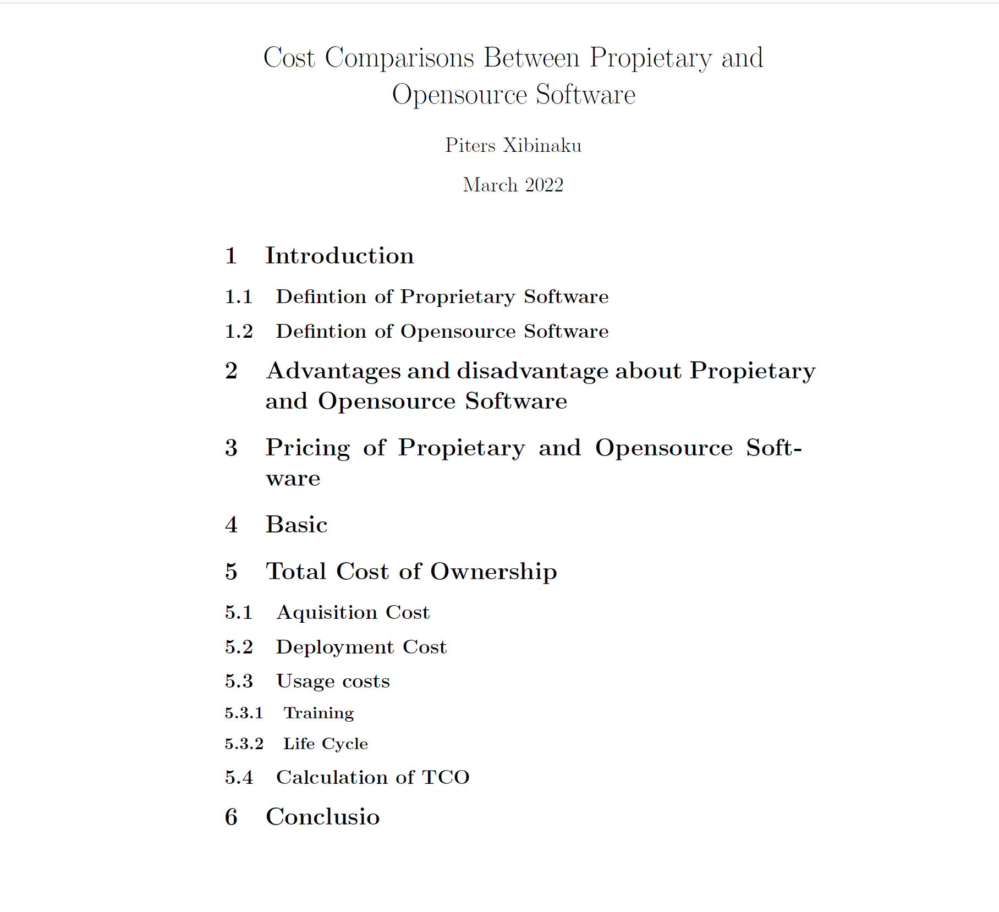 Cost Comparisons Between Propietary and
Opensource Software
Piters Xibinaku
March 2022
1 Introduction
1.1 Defintion of Proprietary Software
1.2 Defintion of Opensource Software
2 Advantages and disadvantage about Propietary
and Opensource Software
3 Pricing of Propietary and Opensource Soft-
ware
4 Basic
5 Total Cost of Ownership
5.1 Aquisition Cost
5.2 Deployment Cost
5.3 Usage costs
5.3.1 Training
5.3.2 Life Cycle
5.4 Calculation of TCO
6 Conclusio